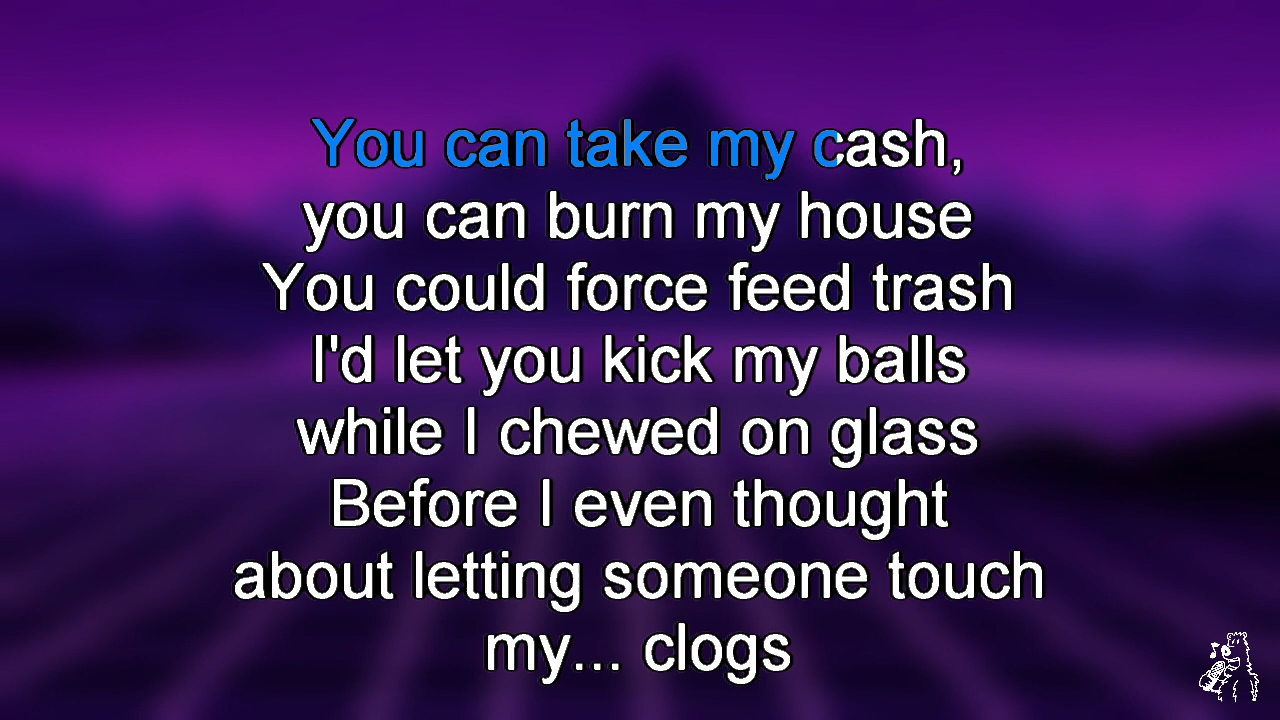 You can take my cash,
you can burn my house
You could force feed trash
I'd let you kick my balls
while I chewed on glass
Before I even thought
about letting someone touch
my... clogs